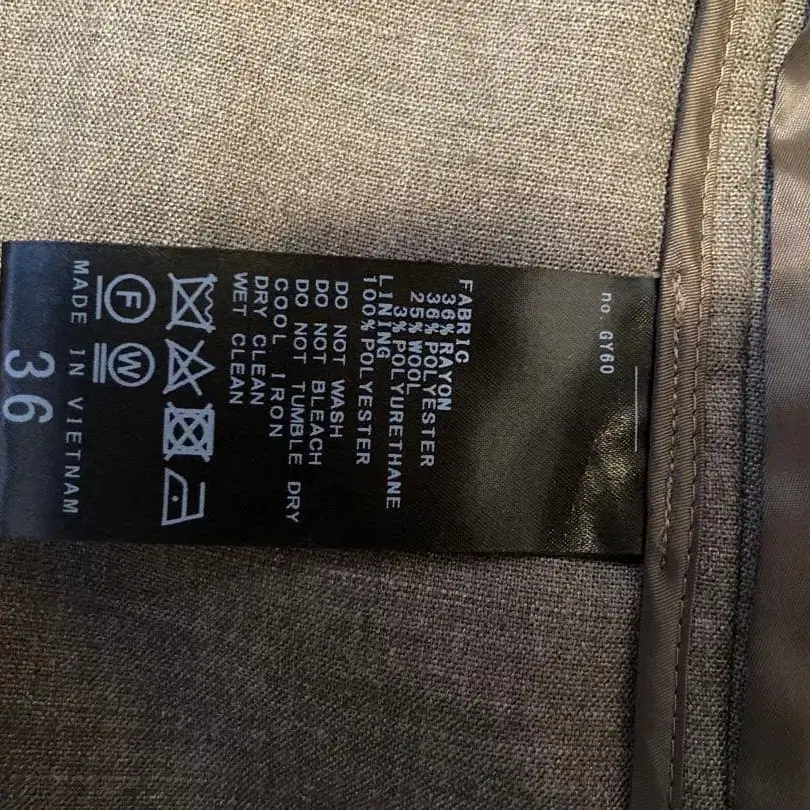 no. GY60
FABRIC
36% RAYON
36% POLYESTER
25% WOOL
3% POLYURETHANE
LINING
100% POLYESTER
DO NOT WASH
DO NOT BLEACH
DO NOT TUMBLE DRY
COOL IRON
DRY CLEAN
WET CLEAN
F W
MADE IN VIETNAM
36